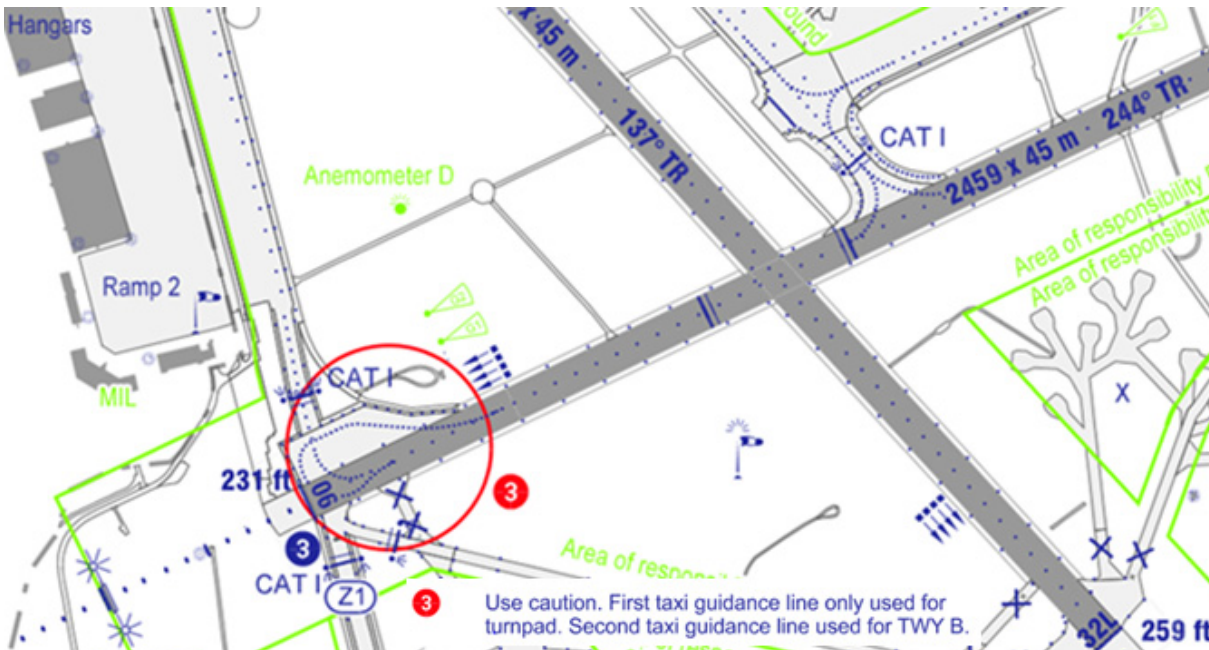 Hangars
x 45 m
137° TR
ound
CAT I
2459 x 45 m · 244° TR
Anemometer D
Area of responsibility
Area of responsibility
Ramp 2
MIL
CAT I
X
231 ft
06
3
3
CAT I
Z1
Area of
3
Use caution. First taxi guidance line only used for
turnpad. Second taxi guidance line used for TWY B.
32L
259 ft